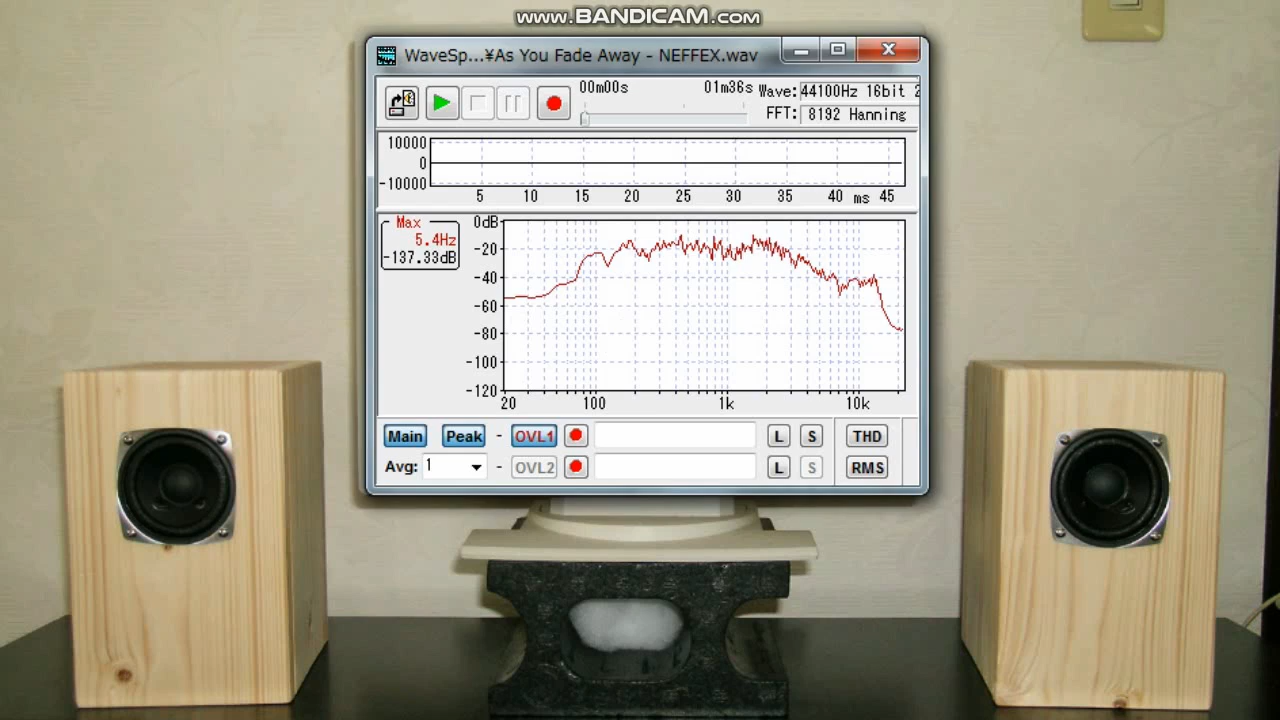 www.BANDICAM.com
WaveSp...¥As You Fade Away - NEFFEX.wav
00m00s 01m36s Wave: 44100Hz 16bit 2
FFT: 8192 Hanning
10000
0
-10000
5 10 15 20 25 30 35 40 ms 45
Max
5.4Hz
-137.33dB
0dB
-20
-40
-60
-80
-100
-120
20 100 1k 10k
Main Peak - OVL1 L S THD
Avg: 1 - OVL2 L S RMS